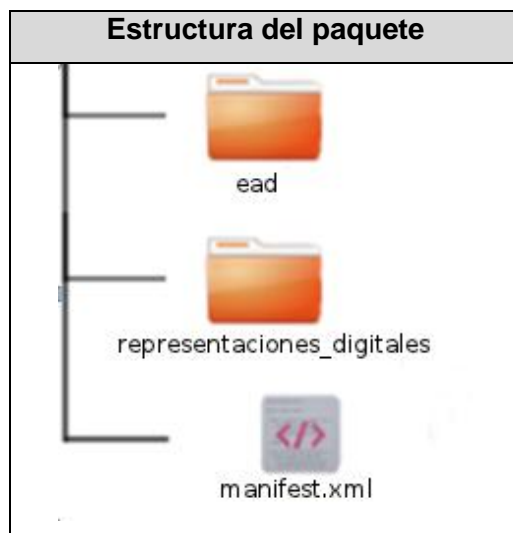 Estructura del paquete
ead
representaciones_digitales
</>
manifest.xml